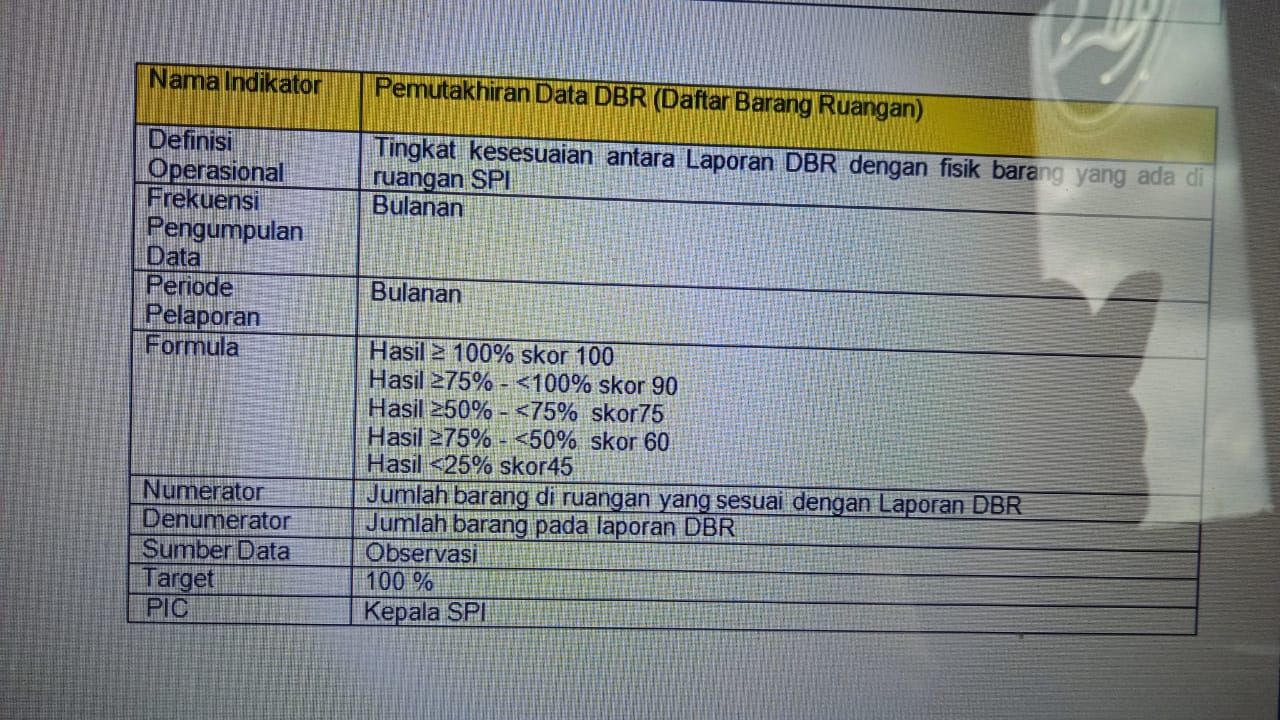 Nama Indikator
Pemutakhiran Data DBR (Daftar Barang Ruangan)
Definisi
Operasional
Tingkat kesesuaian antara Laporan DBR dengan fisik barang yang ada di
ruangan SPI
Frekuensi
Pengumpulan
Data
Bulanan
Periode
Pelaporan
Bulanan
Formula
Hasil ≥ 100% skor 100
Hasil ≥75% - <100% skor 90
Hasil ≥50% - <75%  skor75
Hasil ≥75% - <50%  skor 60
Hasil <25% skor45
Numerator
Jumlah barang di ruangan yang sesuai dengan Laporan DBR
Denumerator
Jumlah barang pada laporan DBR
Sumber Data
Observasi
Target
100 %
PIC
Kepala SPI